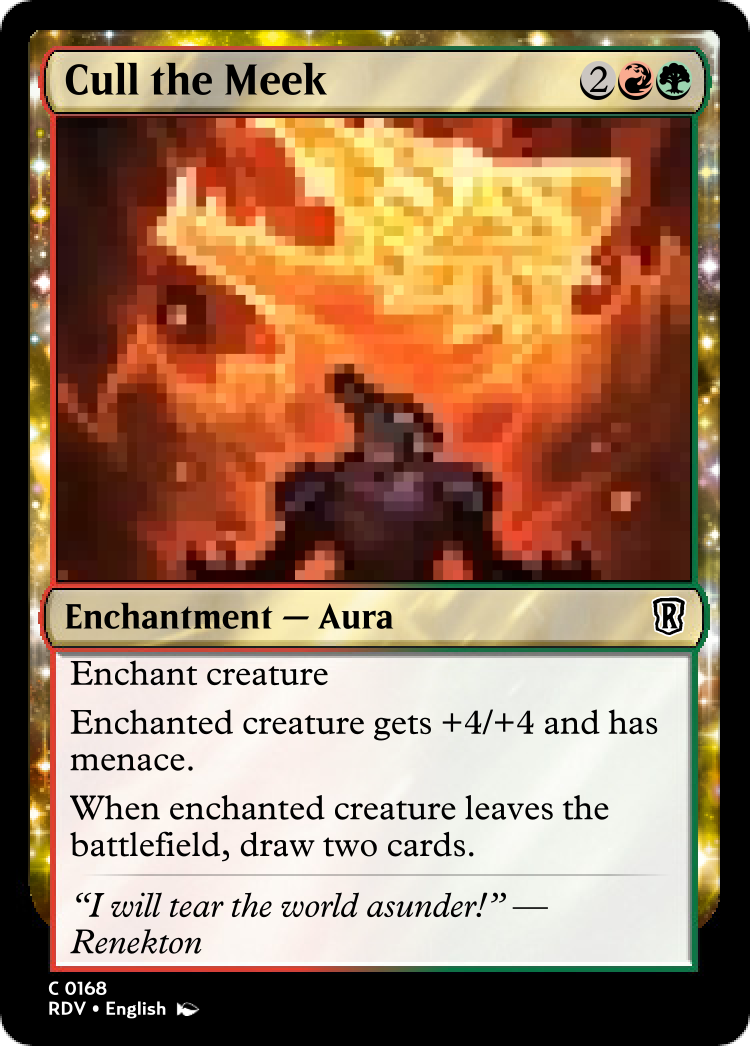 Cull the Meek 2
Enchantment — Aura R
Enchant creature
Enchanted creature gets +4/+4 and has
menace.
When enchanted creature leaves the
battlefield, draw two cards.
“I will tear the world asunder!” —
Renekton
C 0168
RDV • English